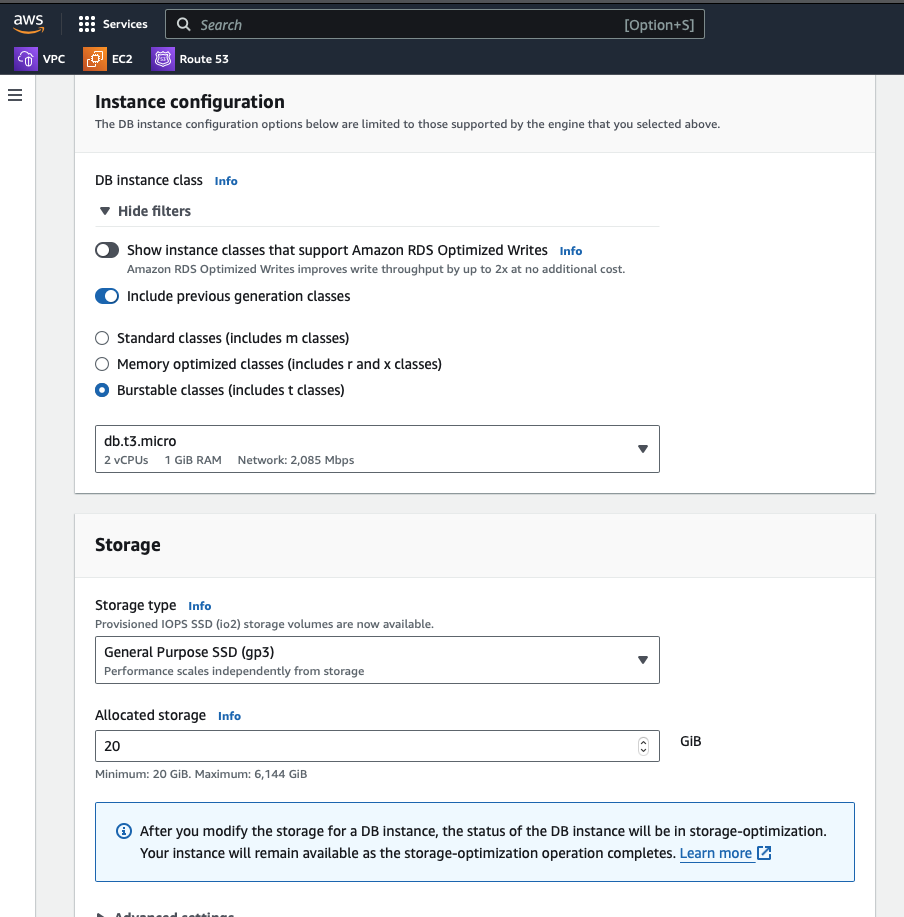 aws
Services
Search
[Option+S]
VPC
EC2
Route 53
Instance configuration
The DB instance configuration options below are limited to those supported by the engine that you selected above.
DB instance class Info
Hide filters
Show instance classes that support Amazon RDS Optimized Writes Info
Amazon RDS Optimized Writes improves write throughput by up to 2x at no additional cost.
Include previous generation classes
Standard classes (includes m classes)
Memory optimized classes (includes r and x classes)
Burstable classes (includes t classes)
db.t3.micro
2 vCPUs 1 GiB RAM Network: 2,085 Mbps
Storage
Storage type Info
Provisioned IOPS SSD (io2) storage volumes are now available.
General Purpose SSD (gp3)
Performance scales independently from storage
Allocated storage Info
20
GiB
Minimum: 20 GiB. Maximum: 6,144 GiB
After you modify the storage for a DB instance, the status of the DB instance will be in storage-optimization.
Your instance will remain available as the storage-optimization operation completes. Learn more
Advanced settings